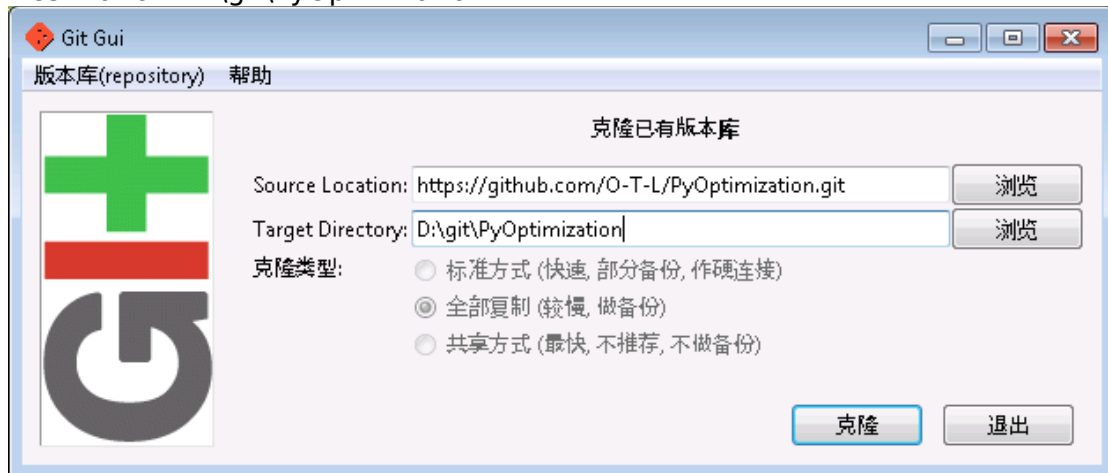 Git Gui
版本库(repository) 帮助
克隆已有版本库
Source Location: https://github.com/O-T-L/PyOptimization.git 浏览
Target Directory: D:\git\PyOptimization 浏览
克隆类型: 标准方式 (快速, 部分备份, 作硬连接)
全部复制 (较慢, 做备份)
共享方式 (最快, 不推荐, 不做备份)
克隆 退出
GIT